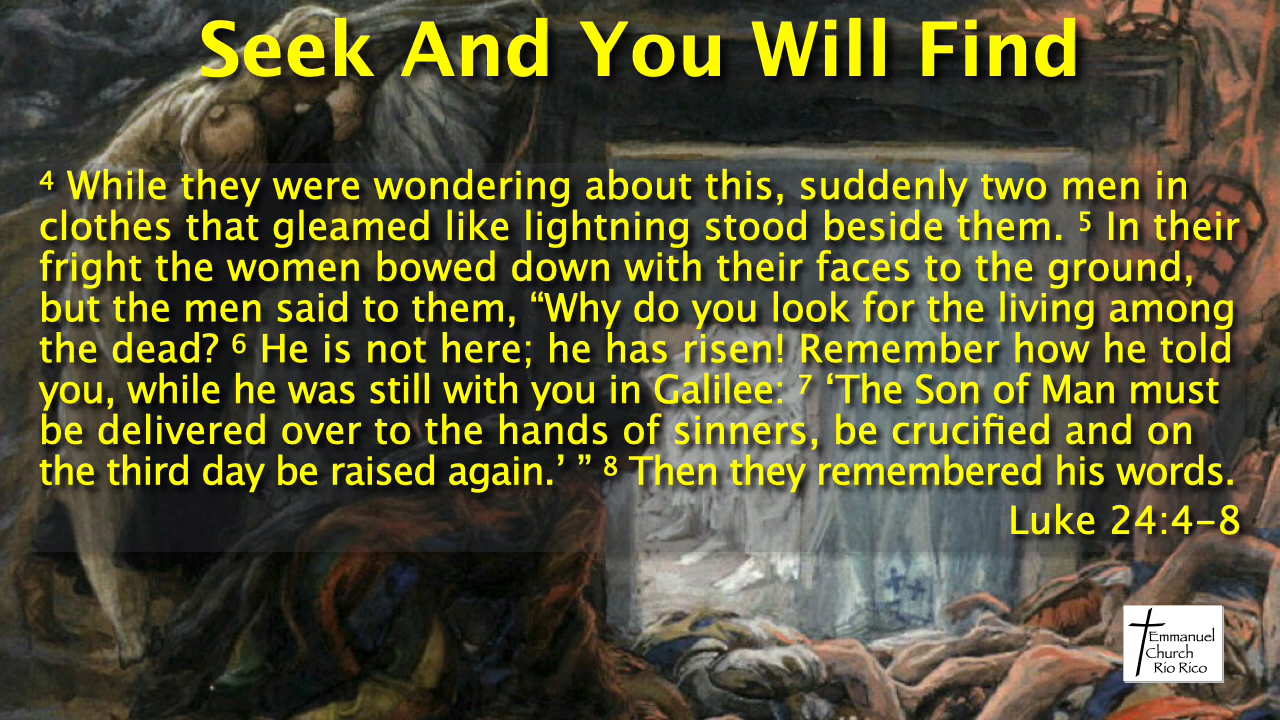 Seek And You Will Find
⁴ While they were wondering about this, suddenly two men in
clothes that gleamed like lightning stood beside them. ⁵ In their
fright the women bowed down with their faces to the ground,
but the men said to them, “Why do you look for the living among
the dead? ⁶ He is not here; he has risen! Remember how he told
you, while he was still with you in Galilee: ⁷ ‘The Son of Man must
be delivered over to the hands of sinners, be crucified and on
the third day be raised again.’ ” ⁸ Then they remembered his words.
Luke 24:4–8
Emmanuel
Church
Rio Rico